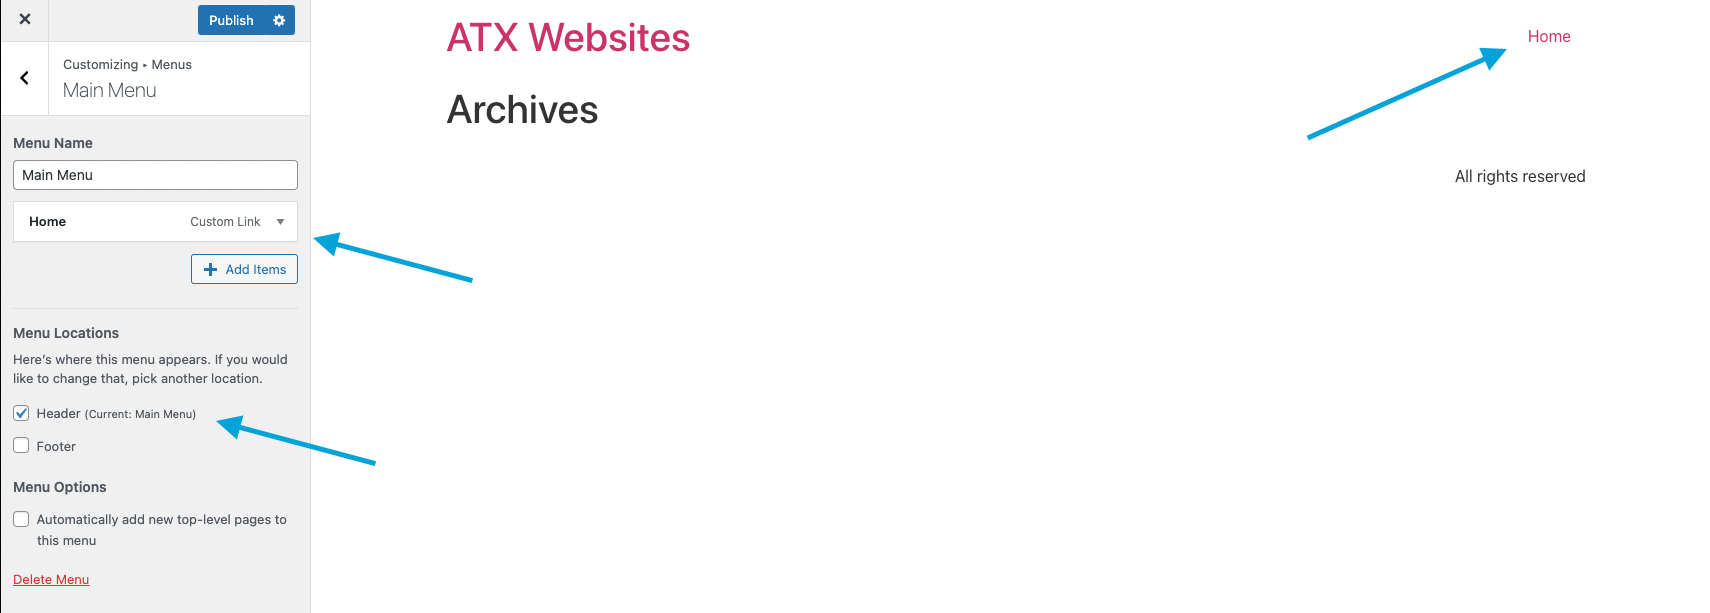 Publish
Customizing ▸ Menus
Main Menu
Menu Name
Main Menu
Home Custom Link
Add Items
Menu Locations
Here’s where this menu appears. If you would
like to change that, pick another location.
Header (Current: Main Menu)
Footer
Menu Options
Automatically add new top-level pages to
this menu
Delete Menu
ATX Websites
Home
Archives
All rights reserved